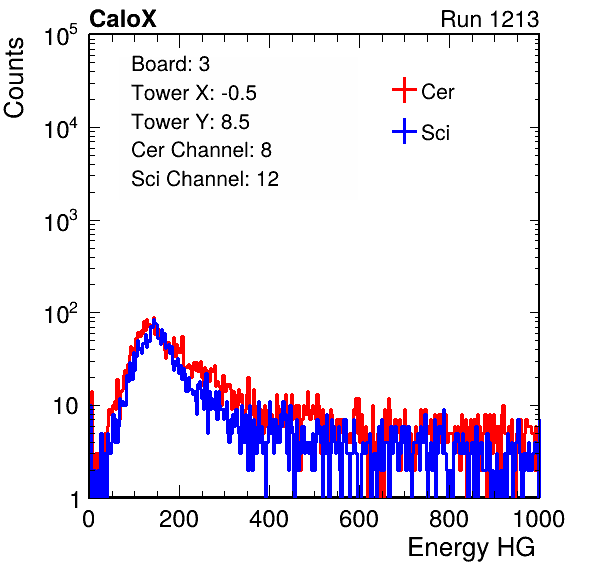 CaloX Run 1213
Counts
10^5
10^4
10^3
10^2
10
1
Board: 3
Tower X: -0.5
Tower Y: 8.5
Cer Channel: 8
Sci Channel: 12
Cer
Sci
0 200 400 600 800 1000
Energy HG